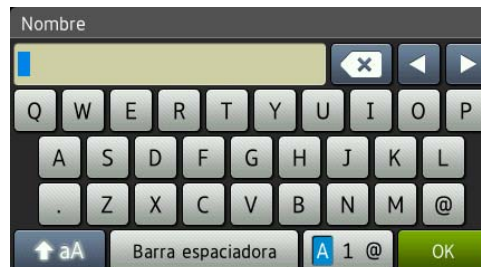 Nombre
Q W E R T Y U I O P
A S D F G H J K L
. Z X C V B N M @
aA Barra espaciadora A 1 @ OK